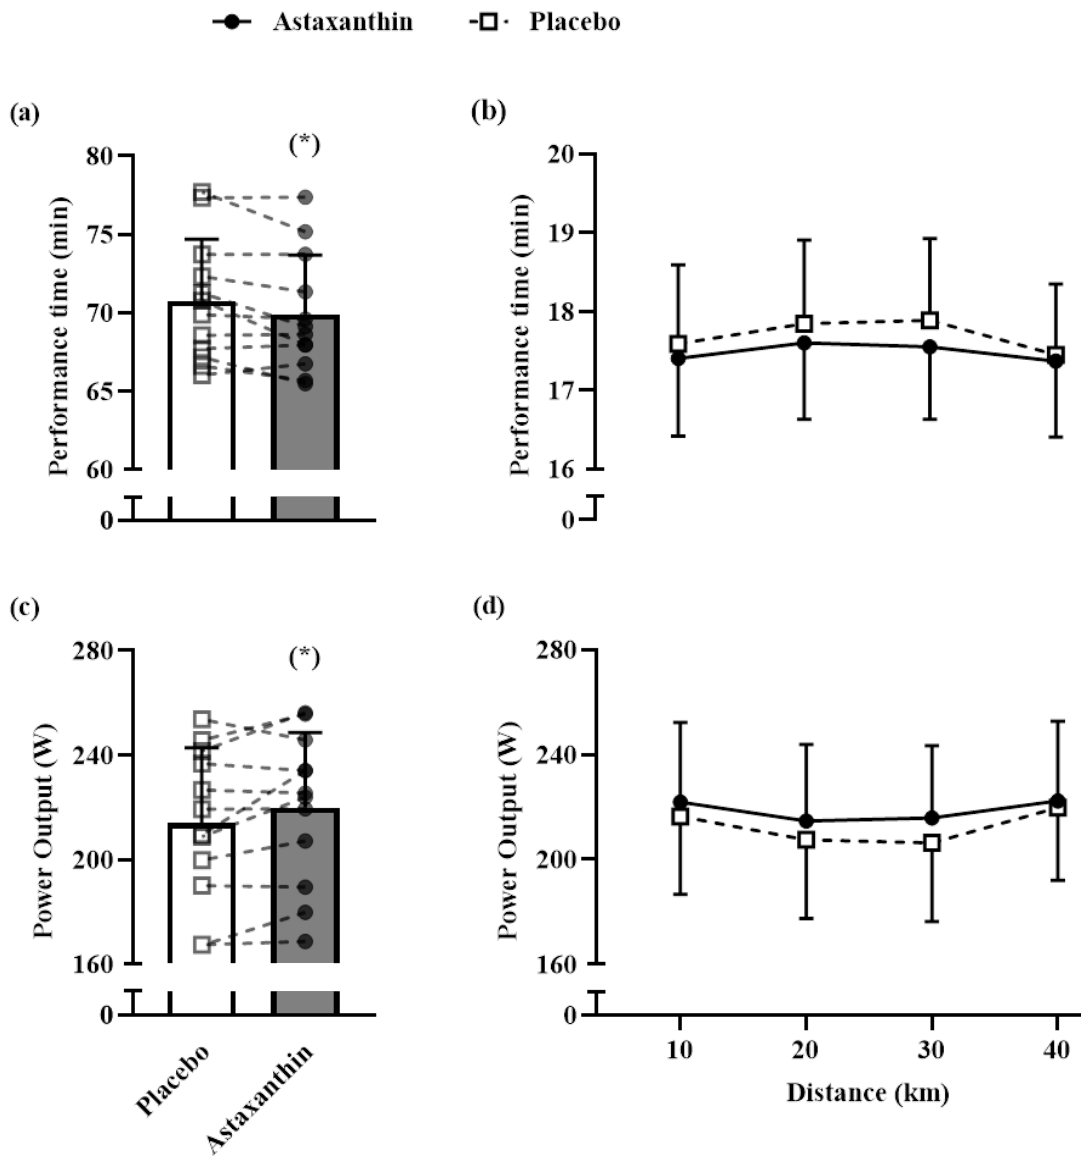 Astaxanthin Placebo
(a)
Performance time (min)
(*)
80
75
70
65
60
0
(b)
Performance time (min)
20
19
18
17
16
0
(c)
Power Output (W)
(*)
280
240
200
160
0
Placebo
Astaxanthin
(d)
Power Output (W)
280
240
200
160
0
10 20 30 40
Distance (km)